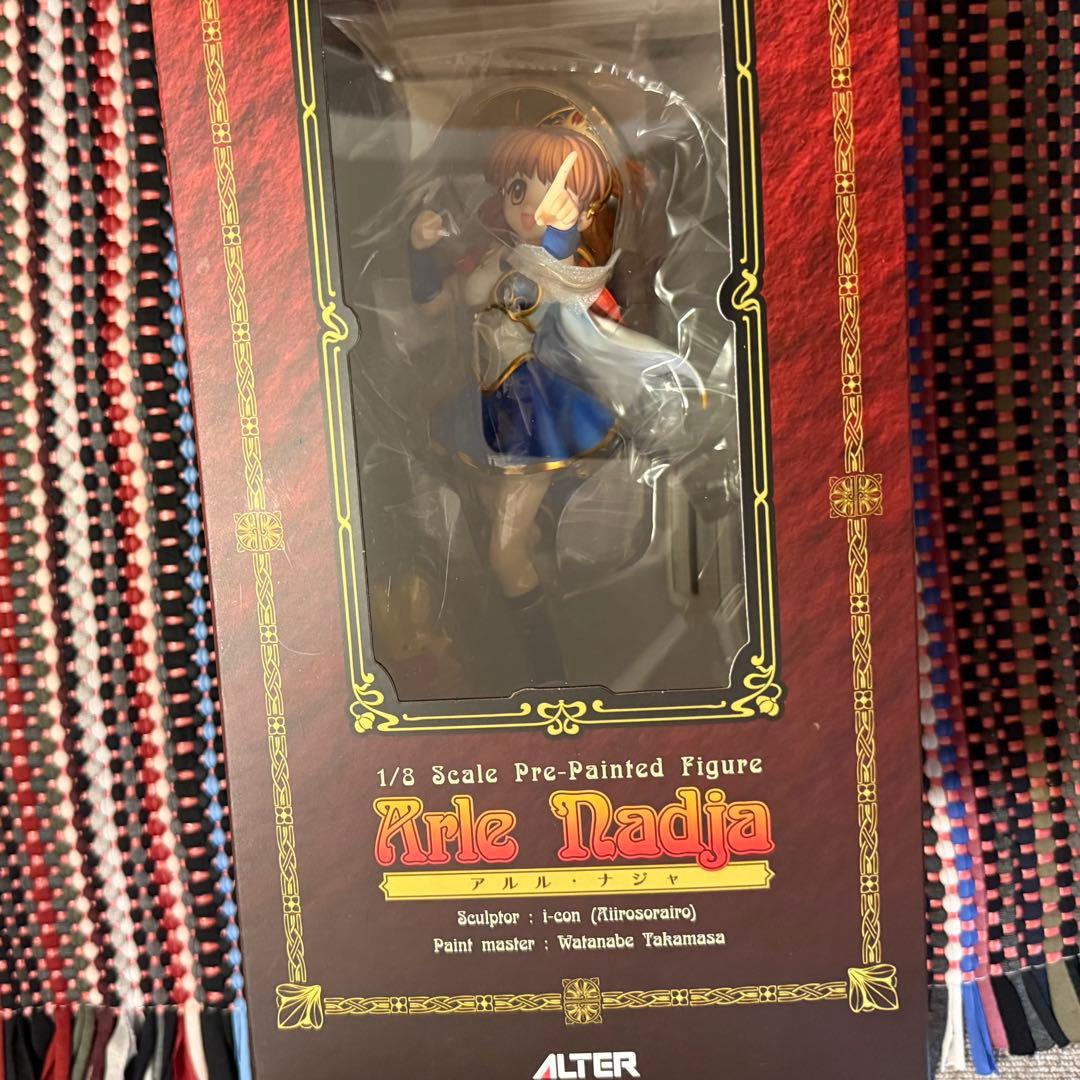 1/8 Scale Pre-Painted Figure
Arle Nadja
アルル・ナジャ
Sculptor : i-con (Aiirosorairo)
Paint master : Watanabe Takamasa
ALTER